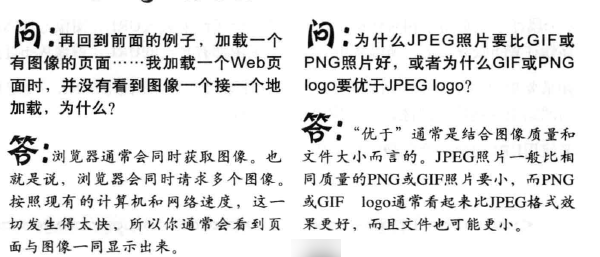 问：再回到前面的例子，加载一个
有图像的页面……我加载一个Web页
面时，并没有看到图像一个接一个地
加载，为什么？
答：浏览器通常会同时获取图像。也
就是说，浏览器会同时请求多个图像。
按照现有的计算机和网络速度，这一
切发生得太快，所以你通常会看到页
面与图像一同显示出来。
问：为什么JPEG照片要比GIF或
PNG照片好，或者为什么GIF或PNG
logo要优于JPEG logo？
答：“优于”通常是结合图像质量和
文件大小而言的。JPEG照片一般比相
同质量的PNG或GIF照片要小，而PNG
或GIF logo通常看起来比JPEG格式效
果更好，而且文件也可能更小。